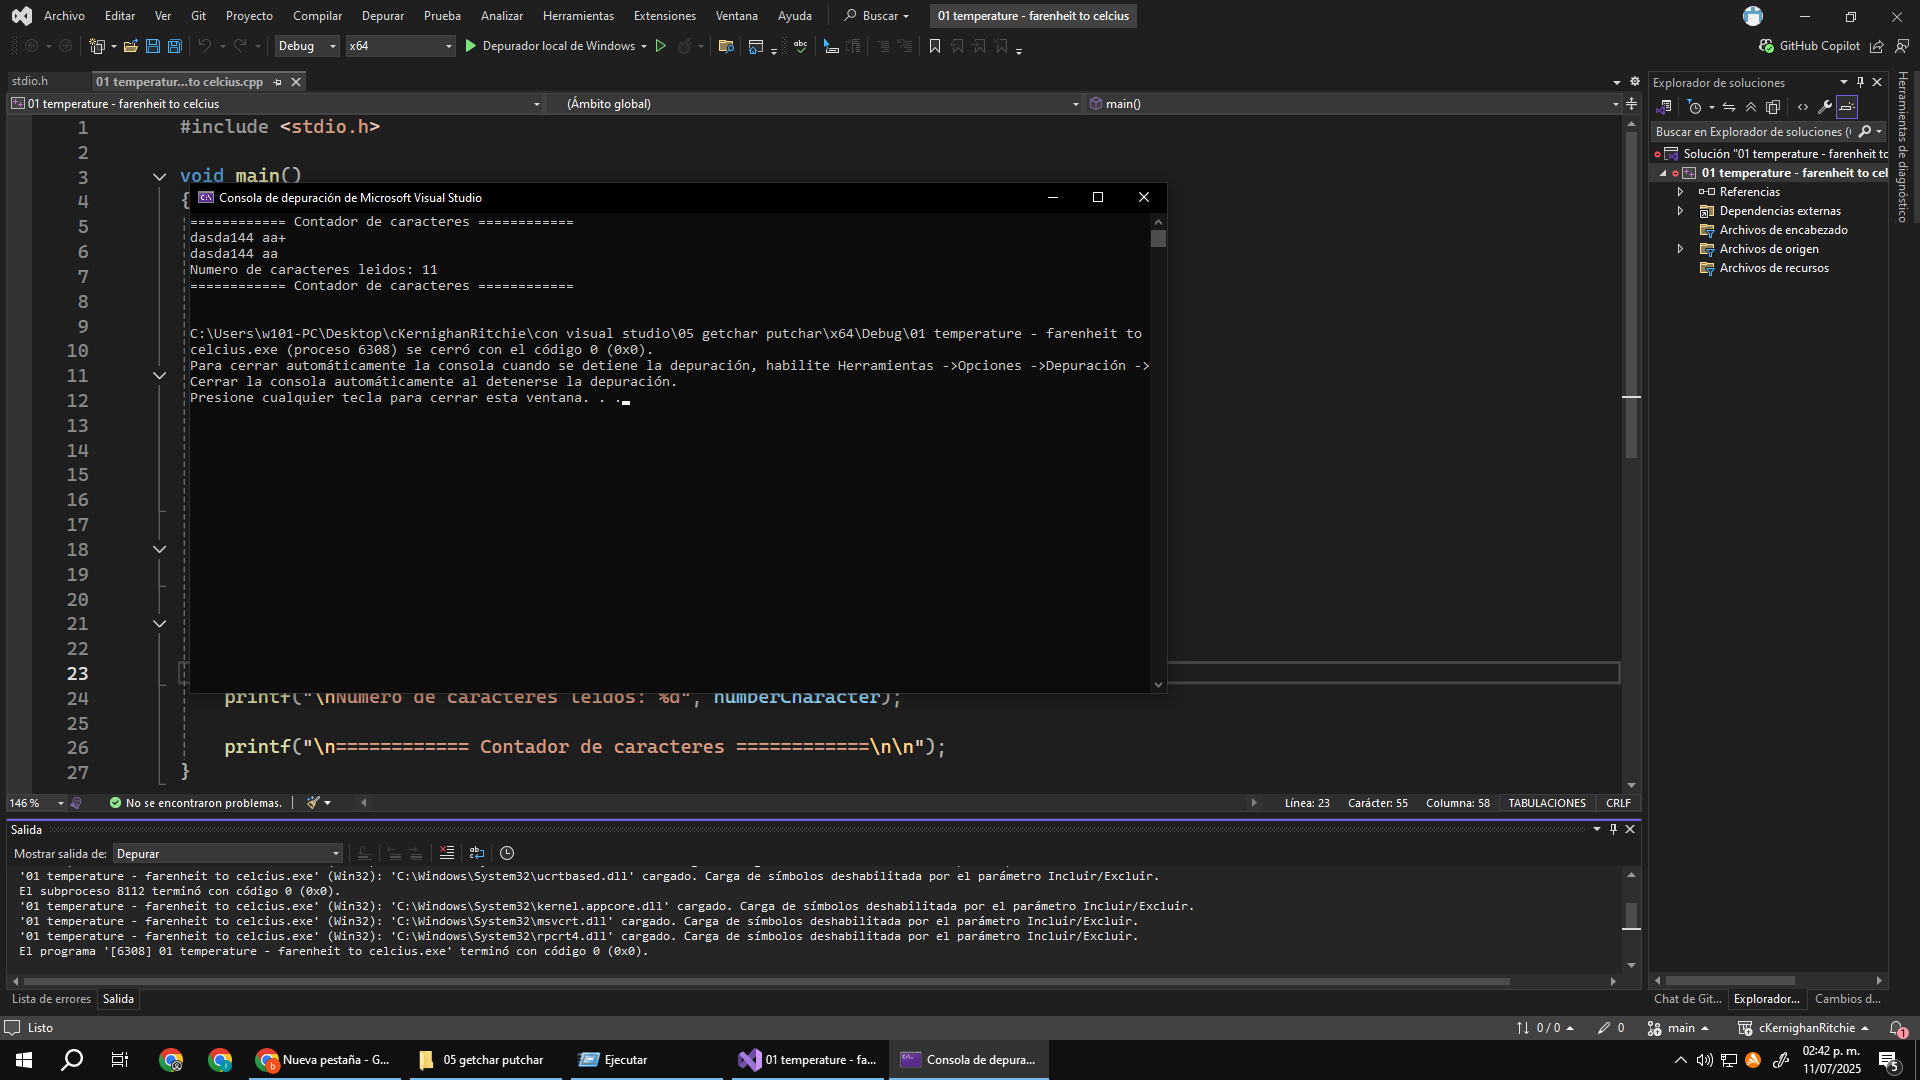 Archivo Editar Ver Git Proyecto Compilar Depurar Prueba Analizar Herramientas Extensiones Ventana Ayuda Buscar 01 temperature - farenheit to celcius
Debug x64 Depurador local de Windows GitHub Copilot
stdio.h 01 temperatur...to celcius.cpp
01 temperature - farenheit to celcius (Ámbito global) main()
1 #include <stdio.h>
2
3 void main()
4 {
5
6
7
8
9
10
11
12
13
14
15
16
17
18
19
20
21
22
23
24 printf("\nNumero de caracteres leidos: %d", numberCharacter);
25
26 printf("\n============ Contador de caracteres ============\n\n");
27 }
Consola de depuración de Microsoft Visual Studio
============ Contador de caracteres ============
dasda144 aa+
dasda144 aa
Numero de caracteres leidos: 11
============ Contador de caracteres ============
C:\Users\w101-PC\Desktop\cKernighanRitchie\con visual studio\05 getchar putchar\x64\Debug\01 temperature - farenheit to
celcius.exe (proceso 6308) se cerró con el código 0 (0x0).
Para cerrar automáticamente la consola cuando se detiene la depuración, habilite Herramientas ->Opciones ->Depuración ->
Cerrar la consola automáticamente al detenerse la depuración.
Presione cualquier tecla para cerrar esta ventana. . .
146 % No se encontraron problemas. Línea: 23 Carácter: 55 Columna: 58 TABULACIONES CRLF
Salida
Mostrar salida de: Depurar
'01 temperature - farenheit to celcius.exe' (Win32): 'C:\Windows\System32\ucrtbased.dll' cargado. Carga de símbolos deshabilitada por el parámetro Incluir/Excluir.
El subproceso 8112 terminó con código 0 (0x0).
'01 temperature - farenheit to celcius.exe' (Win32): 'C:\Windows\System32\kernel.appcore.dll' cargado. Carga de símbolos deshabilitada por el parámetro Incluir/Excluir.
'01 temperature - farenheit to celcius.exe' (Win32): 'C:\Windows\System32\msvcrt.dll' cargado. Carga de símbolos deshabilitada por el parámetro Incluir/Excluir.
'01 temperature - farenheit to celcius.exe' (Win32): 'C:\Windows\System32\rpcrt4.dll' cargado. Carga de símbolos deshabilitada por el parámetro Incluir/Excluir.
El programa '[6308] 01 temperature - farenheit to celcius.exe' terminó con código 0 (0x0).
Lista de errores Salida
Explorador de soluciones
Buscar en Explorador de soluciones (
Solución "01 temperature - farenheit to
01 temperature - farenheit to cel
Referencias
Dependencias externas
Archivos de encabezado
Archivos de origen
Archivos de recursos
Chat de Git... Explorador... Cambios d...
Herramientas de diagnóstico
Listo 0 / 0 0 main cKernighanRitchie 1
Nueva pestaña - G... 05 getchar putchar Ejecutar 01 temperature - fa... Consola de depura...
02:42 p. m.
11/07/2025
5